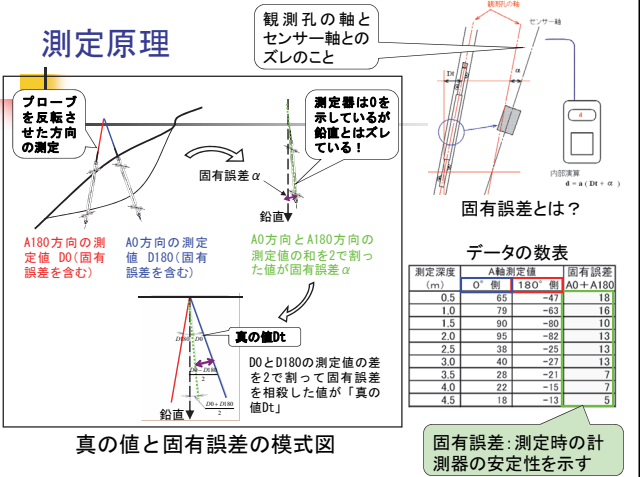 測定原理
観測孔の軸と
センサー軸との
ズレのこと
観測孔の軸
センサー軸
Dt
α
d
内部演算
d = a ( Dt + α )
固有誤差とは？
プローブ
を反転さ
せた方向
の測定
測定器は0を
示しているが
鉛直とはズレ
ている！
固有誤差α
鉛直
A180方向の測
定値 D0(固有
誤差を含む)
A0方向の測定
値 D180(固有
誤差を含む)
A0方向とA180方向の
測定値の和を2で割っ
た値が固有誤差α
真の値Dt
D180
D0
D0−D180
2
D0+D180
2
鉛直
D0とD180の測定値の差
を2で割って固有誤差
を相殺した値が「真の
値Dt」
真の値と固有誤差の模式図
データの数表
測定深度 A軸測定値 固有誤差
（m） 0° 側 180° 側 A0＋A180
0.5 65 −47 18
1.0 79 −63 16
1.5 90 −80 10
2.0 95 −82 13
2.5 38 −25 13
3.0 40 −27 13
3.5 28 −21 7
4.0 22 −15 7
4.5 18 −13 5
固有誤差：測定時の計
測器の安定性を示す